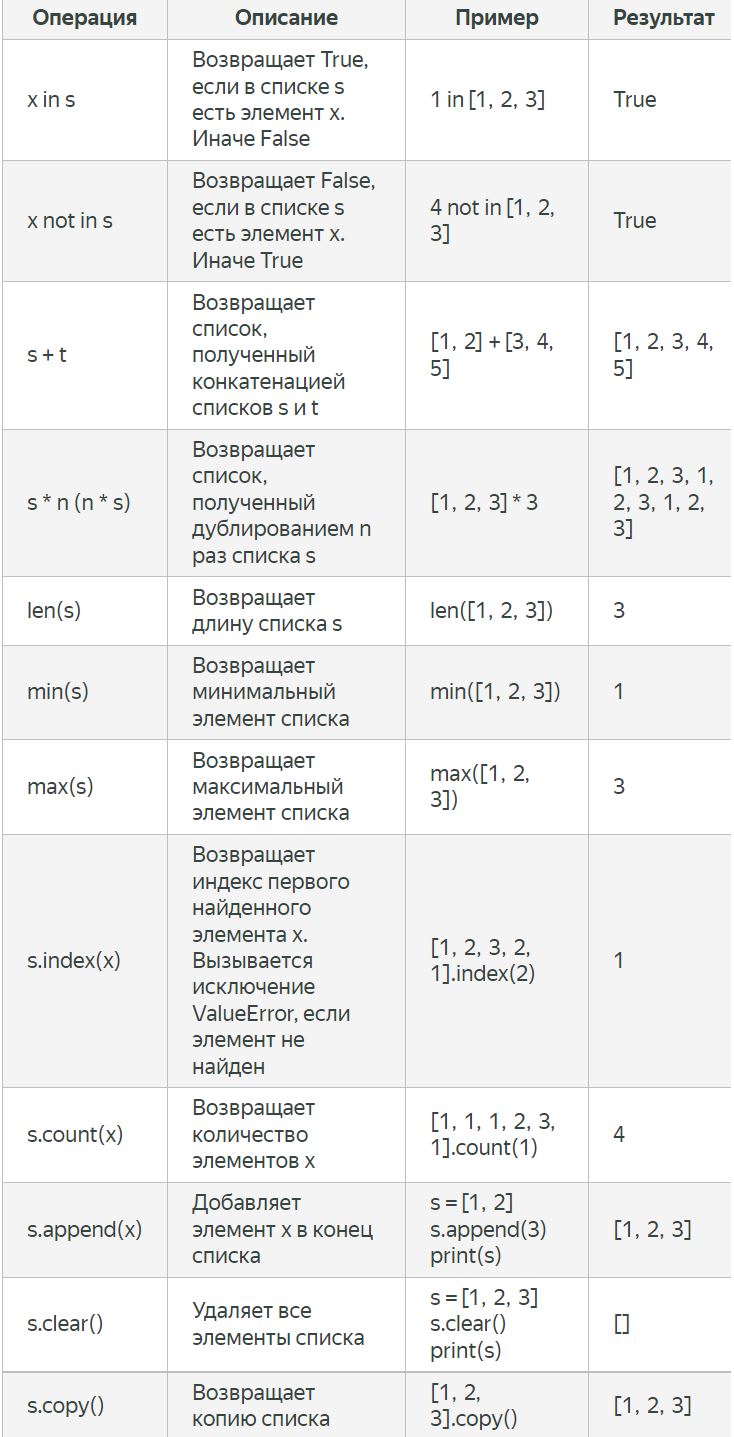 Операция Описание Пример Результат
x in s
Возвращает True,
если в списке s
есть элемент x.
Иначе False
1 in [1, 2, 3]
True
x not in s
Возвращает False,
если в списке s
есть элемент x.
Иначе True
4 not in [1, 2,
3]
True
s + t
Возвращает
список,
полученный
конкатенацией
списков s и t
[1, 2] + [3, 4,
5]
[1, 2, 3, 4,
5]
s * n (n * s)
Возвращает
список,
полученный
дублированием n
раз списка s
[1, 2, 3] * 3
[1, 2, 3, 1,
2, 3, 1, 2,
3]
len(s)
Возвращает
длину списка s
len([1, 2, 3])
3
min(s)
Возвращает
минимальный
элемент списка
min([1, 2, 3])
1
max(s)
Возвращает
максимальный
элемент списка
max([1, 2,
3])
3
s.index(x)
Возвращает
индекс первого
найденного
элемента x.
Вызывается
исключение
ValueError, если
элемент не
найден
[1, 2, 3, 2,
1].index(2)
1
s.count(x)
Возвращает
количество
элементов x
[1, 1, 1, 2, 3,
1].count(1)
4
s.append(x)
Добавляет
элемент x в конец
списка
s = [1, 2]
s.append(3)
print(s)
[1, 2, 3]
s.clear()
Удаляет все
элементы списка
s = [1, 2, 3]
s.clear()
print(s)
[]
s.copy()
Возвращает
копию списка
[1, 2,
3].copy()
[1, 2, 3]